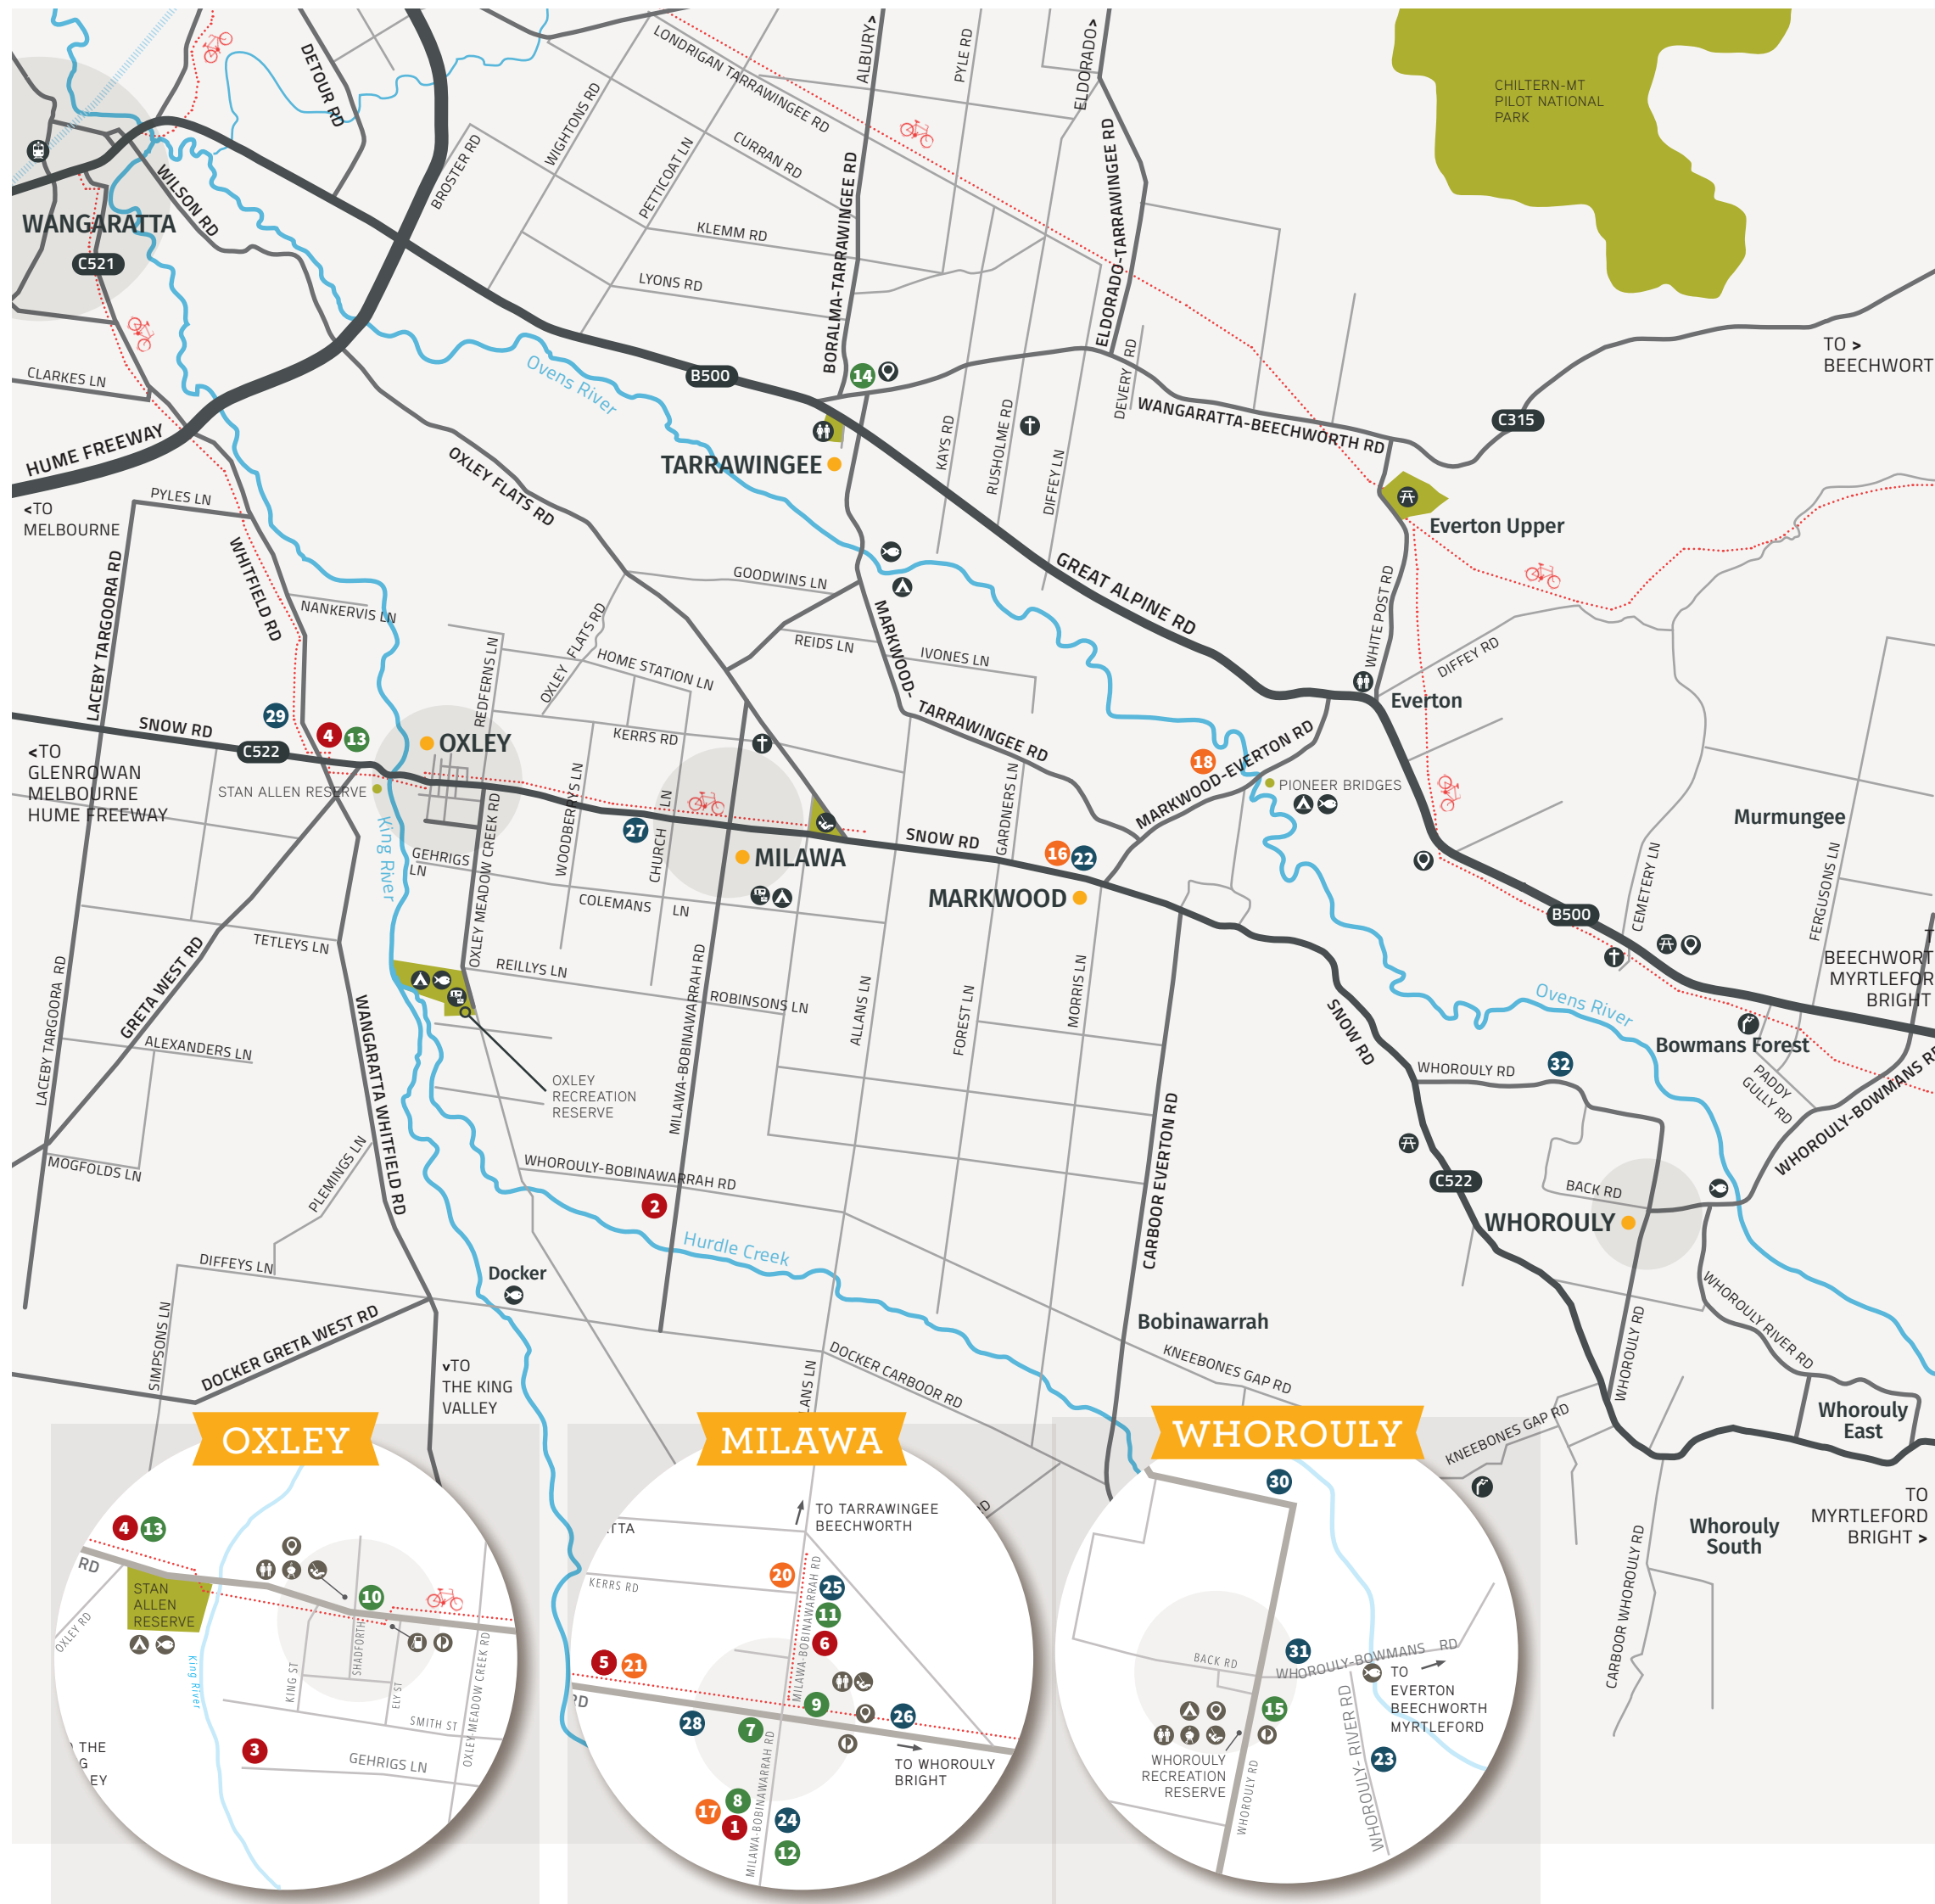 DETOUR RD
LONDRIGAN TARRAWINGEE RD
ALBURY>
PYLE RD
ELDORADO>
CHILTERN-MT
PILOT NATIONAL
PARK
WIGHTONS RD
BROSTER RD
PETTICOAT LN
CURRAN RD
WILSON RD
WANGARATTA
C521
KLEMM RD
LYONS RD
BORALMA-TARRAWINGEE RD
ELDORADO-TARRAWINGEE RD
DEVERY RD
TO >
BEECHWORT
CLARKES LN
B500
14
Ovens River
WANGARATTA-BEECHWORTH RD
C315
HUME FREEWAY
OXLEY FLATS RD
TARRAWINGEE
KAYS RD
RUSHOLME RD
DIFFEY LN
PYLES LN
<TO
MELBOURNE
Everton Upper
LACEBY TARGOORA RD
WHITFIELD RD
NANKERVIS LN
GOODWINS LN
GREAT ALPINE RD
WHITE POST RD
REDFERNS LN
OXLEY FLATS RD
HOME STATION LN
REIDS LN
IVONES LN
MARKWOOD-
TARRAWINGEE RD
DIFFEY RD
Everton
29
SNOW RD
C522
4
13
OXLEY
KERRS RD
<TO
GLENROWAN
MELBOURNE
HUME FREEWAY
STAN ALLEN RESERVE
18
MARKWOOD-EVERTON RD
PIONEER BRIDGES
King River
GEHRIGS
LN
OXLEY MEADOW CREEK RD
WOODBERRYS LN
27
CHURCH LN
MILAWA
SNOW RD
GARDNERS LN
16
22
MARKWOOD
Murmungee
CEMETERY LN
FERGUSONS LN
COLEMANS LN
B500
T
BEECHWORT
MYRTLEFOR
BRIGHT
TETLEYS LN
GRETA WEST RD
LACEBY TARGOORA RD
REILLYS LN
ROBINSONS LN
MILAWA-BOBINAWARRAH RD
ALLANS LN
FOREST LN
MORRIS LN
Ovens River
SNOW RD
Bowmans Forest
ALEXANDERS LN
WANGARATTA WHITFIELD RD
OXLEY
RECREATION
RESERVE
WHOROULY RD
32
PADDY
GULLY RD
WHOROULY-BOWMANS RD
MOGFOLDS LN
PLEMINGS LN
WHOROULY-BOBINAWARRAH RD
2
CARBOOR EVERTON RD
C522
BACK RD
WHOROULY
Hurdle Creek
DIFFEYS LN
Docker
SIMPSONS LN
DOCKER GRETA WEST RD
Bobinawarrah
WHOROULY RIVER RD
WHOROULY RD
vTO
THE KING
VALLEY
LANS LN
DOCKER CARBOOR RD
KNEEBONES GAP RD
KNEEBONES GAP RD
Whorouly
East
Whorouly
South
TO
MYRTLEFORD
BRIGHT >
CARBOOR WHOROULY RD
OXLEY
4
13
RD
STAN
ALLEN
RESERVE
OXLEY RD
10
King River
KING ST
SHADFORTH
ELY ST
SMITH ST
OXLEY-MEADOW CREEK RD
3
GEHRIGS LN
THE
G
EY
MILAWA
TO TARRAWINGEE
BEECHWORTH
TTA
KERRS RD
20
25
11
6
MILAWA-BOBINAWARRAH RD
5
21
RD
9
28
7
26
TO WHOROULY
BRIGHT
8
17
1
24
12
MILAWA-BOBINAWARRAH RD
RD
WHOROULY
30
31
BACK RD
WHOROULY-BOWMANS RD
TO
EVERTON
BEECHWORTH
MYRTLEFORD
15
WHOROULY
RECREATION
RESERVE
WHOROULY RD
WHOROULY- RIVER RD
23